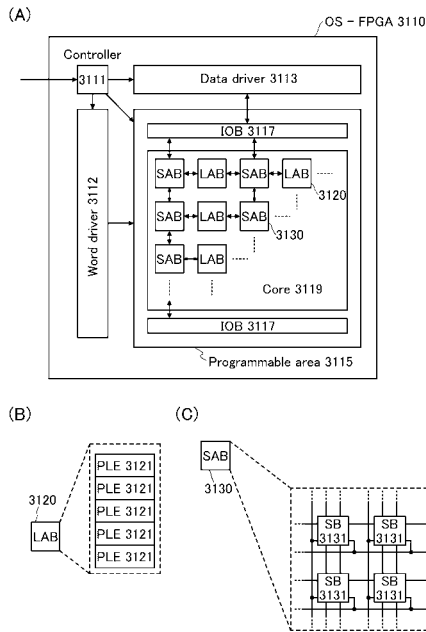 (A)
OS – FPGA 3110
Controller
3111
Data driver 3113
Word driver 3112
IOB 3117
SAB LAB SAB LAB
3120
SAB LAB SAB
3130
SAB LAB
Core 3119
IOB 3117
Programmable area 3115
(B)
3120
LAB
PLE 3121
PLE 3121
PLE 3121
PLE 3121
PLE 3121
(C)
SAB
3130
SB SB
3131 3131
SB SB
3131 3131